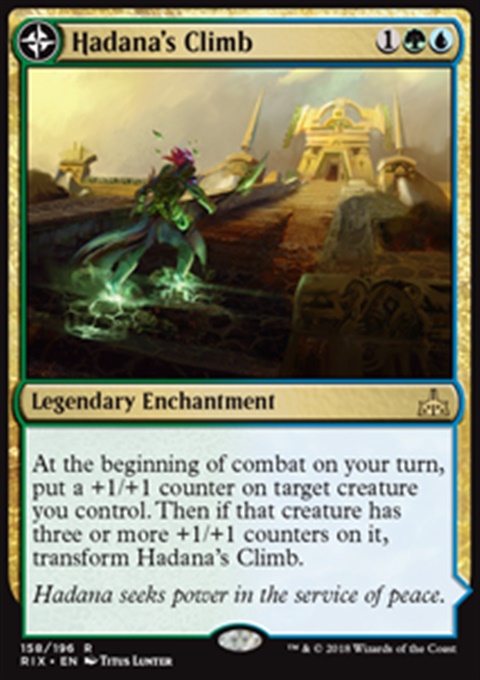 Hadana's Climb 1
Legendary Enchantment
At the beginning of combat on your turn,
put a +1/+1 counter on target creature
you control. Then if that creature has
three or more +1/+1 counters on it,
transform Hadana's Climb.
Hadana seeks power in the service of peace.
158/196 R
RIX • EN Titus Lunter
™ & © 2018 Wizards of the Coast